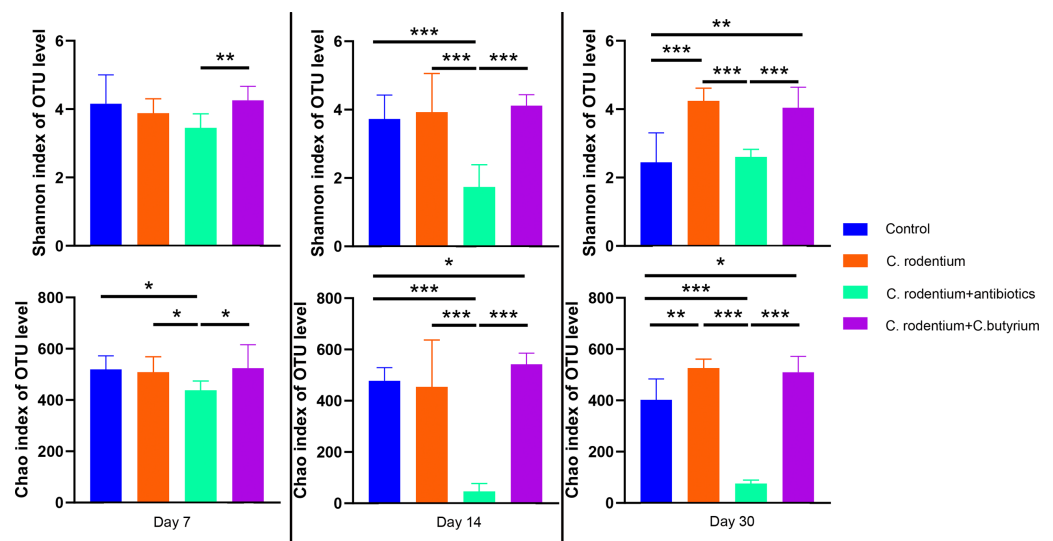 Shannon index of OTU level
6
4
2
0
**
Shannon index of OTU level
6
4
2
0
***
*** ***
Shannon index of OTU level
6
4
2
0
**
***
*** ***
Chao index of OTU level
800
600
400
200
0
*
* *
Day 7
Chao index of OTU level
800
600
400
200
0
*
***
*** ***
Day 14
Chao index of OTU level
800
600
400
200
0
*
***
** *** ***
Day 30
Control
C. rodentium
C. rodentium+antibiotics
C. rodentium+C.butyrium